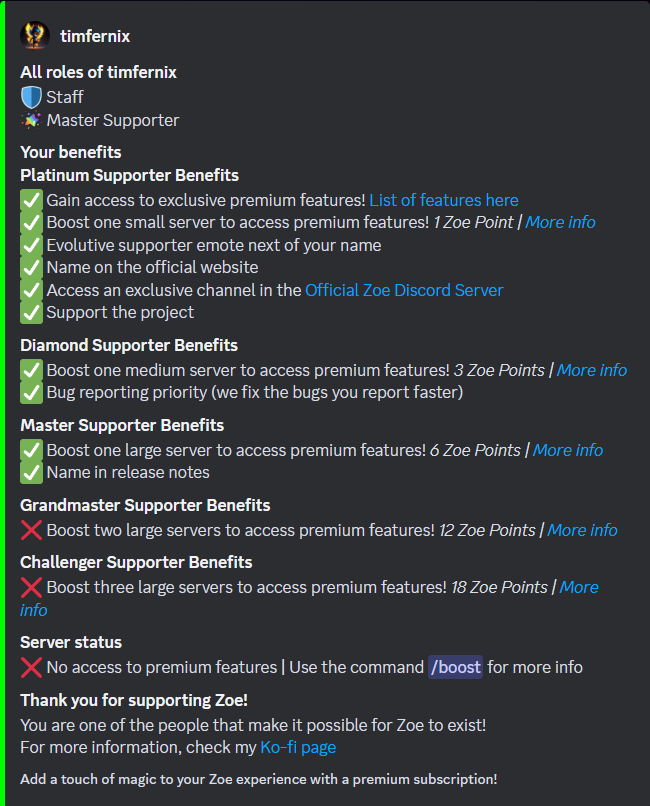 timfernix
All roles of timfernix
Staff
Master Supporter
Your benefits
Platinum Supporter Benefits
Gain access to exclusive premium features! List of features here
Boost one small server to access premium features! 1 Zoe Point | More info
Evolutive supporter emote next of your name
Name on the official website
Access an exclusive channel in the Official Zoe Discord Server
Support the project
Diamond Supporter Benefits
Boost one medium server to access premium features! 3 Zoe Points | More info
Bug reporting priority (we fix the bugs you report faster)
Master Supporter Benefits
Boost one large server to access premium features! 6 Zoe Points | More info
Name in release notes
Grandmaster Supporter Benefits
Boost two large servers to access premium features! 12 Zoe Points | More info
Challenger Supporter Benefits
Boost three large servers to access premium features! 18 Zoe Points | More
info
Server status
No access to premium features | Use the command /boost for more info
Thank you for supporting Zoe!
You are one of the people that make it possible for Zoe to exist!
For more information, check my Ko-fi page
Add a touch of magic to your Zoe experience with a premium subscription!